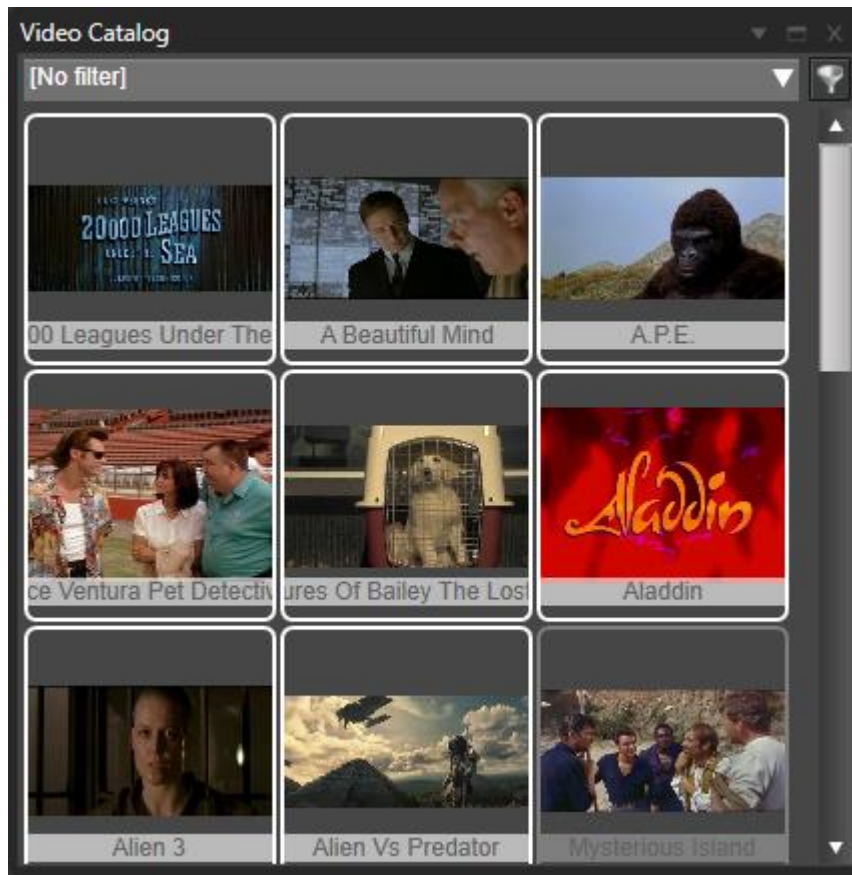 Video Catalog
[No filter]
20000 LEAGUES
SEA
00 Leagues Under The
A Beautiful Mind
A.P.E.
ce Ventura Pet Detectiv
ures Of Bailey The Lost
Aladdin
Aladdin
Alien 3
Alien Vs Predator
Mysterious Island